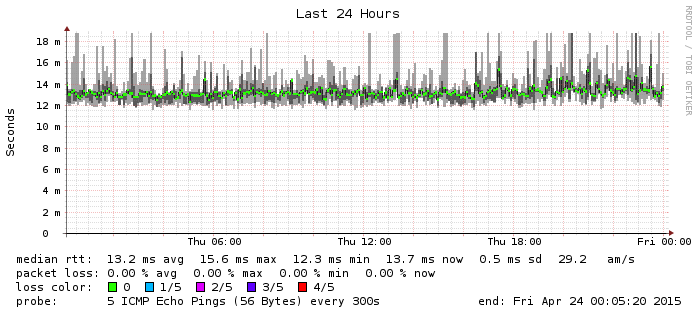 Last 24 Hours
RRDTOOL / TOBI OETIKER
Seconds
18 m
16 m
14 m
12 m
10 m
8 m
6 m
4 m
2 m
0
Thu 06:00 Thu 12:00 Thu 18:00 Fri 00:00
median rtt: 13.2 ms avg 15.6 ms max 12.3 ms min 13.7 ms now 0.5 ms sd 29.2 am/s
packet loss: 0.00 % avg 0.00 % max 0.00 % min 0.00 % now
loss color: 0 1/5 2/5 3/5 4/5
probe: 5 ICMP Echo Pings (56 Bytes) every 300s end: Fri Apr 24 00:05:20 2015